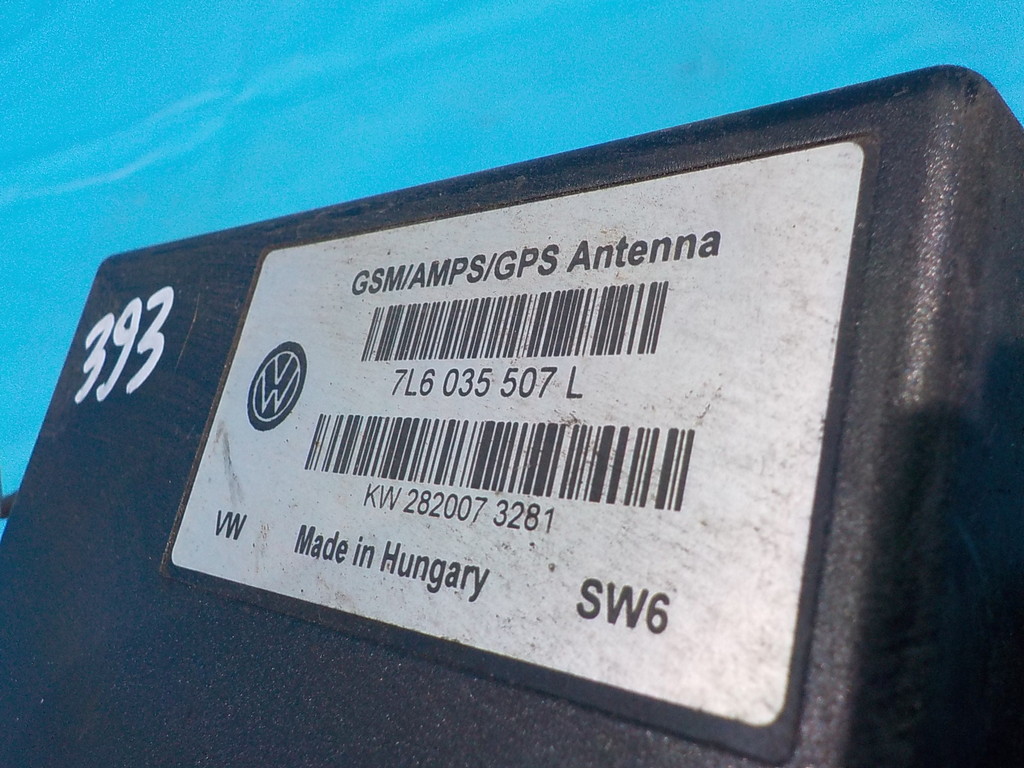 393
GSM/AMPS/GPS Antenna
7L6 035 507 L
KW 282007 3281
VW
Made in Hungary
SW6